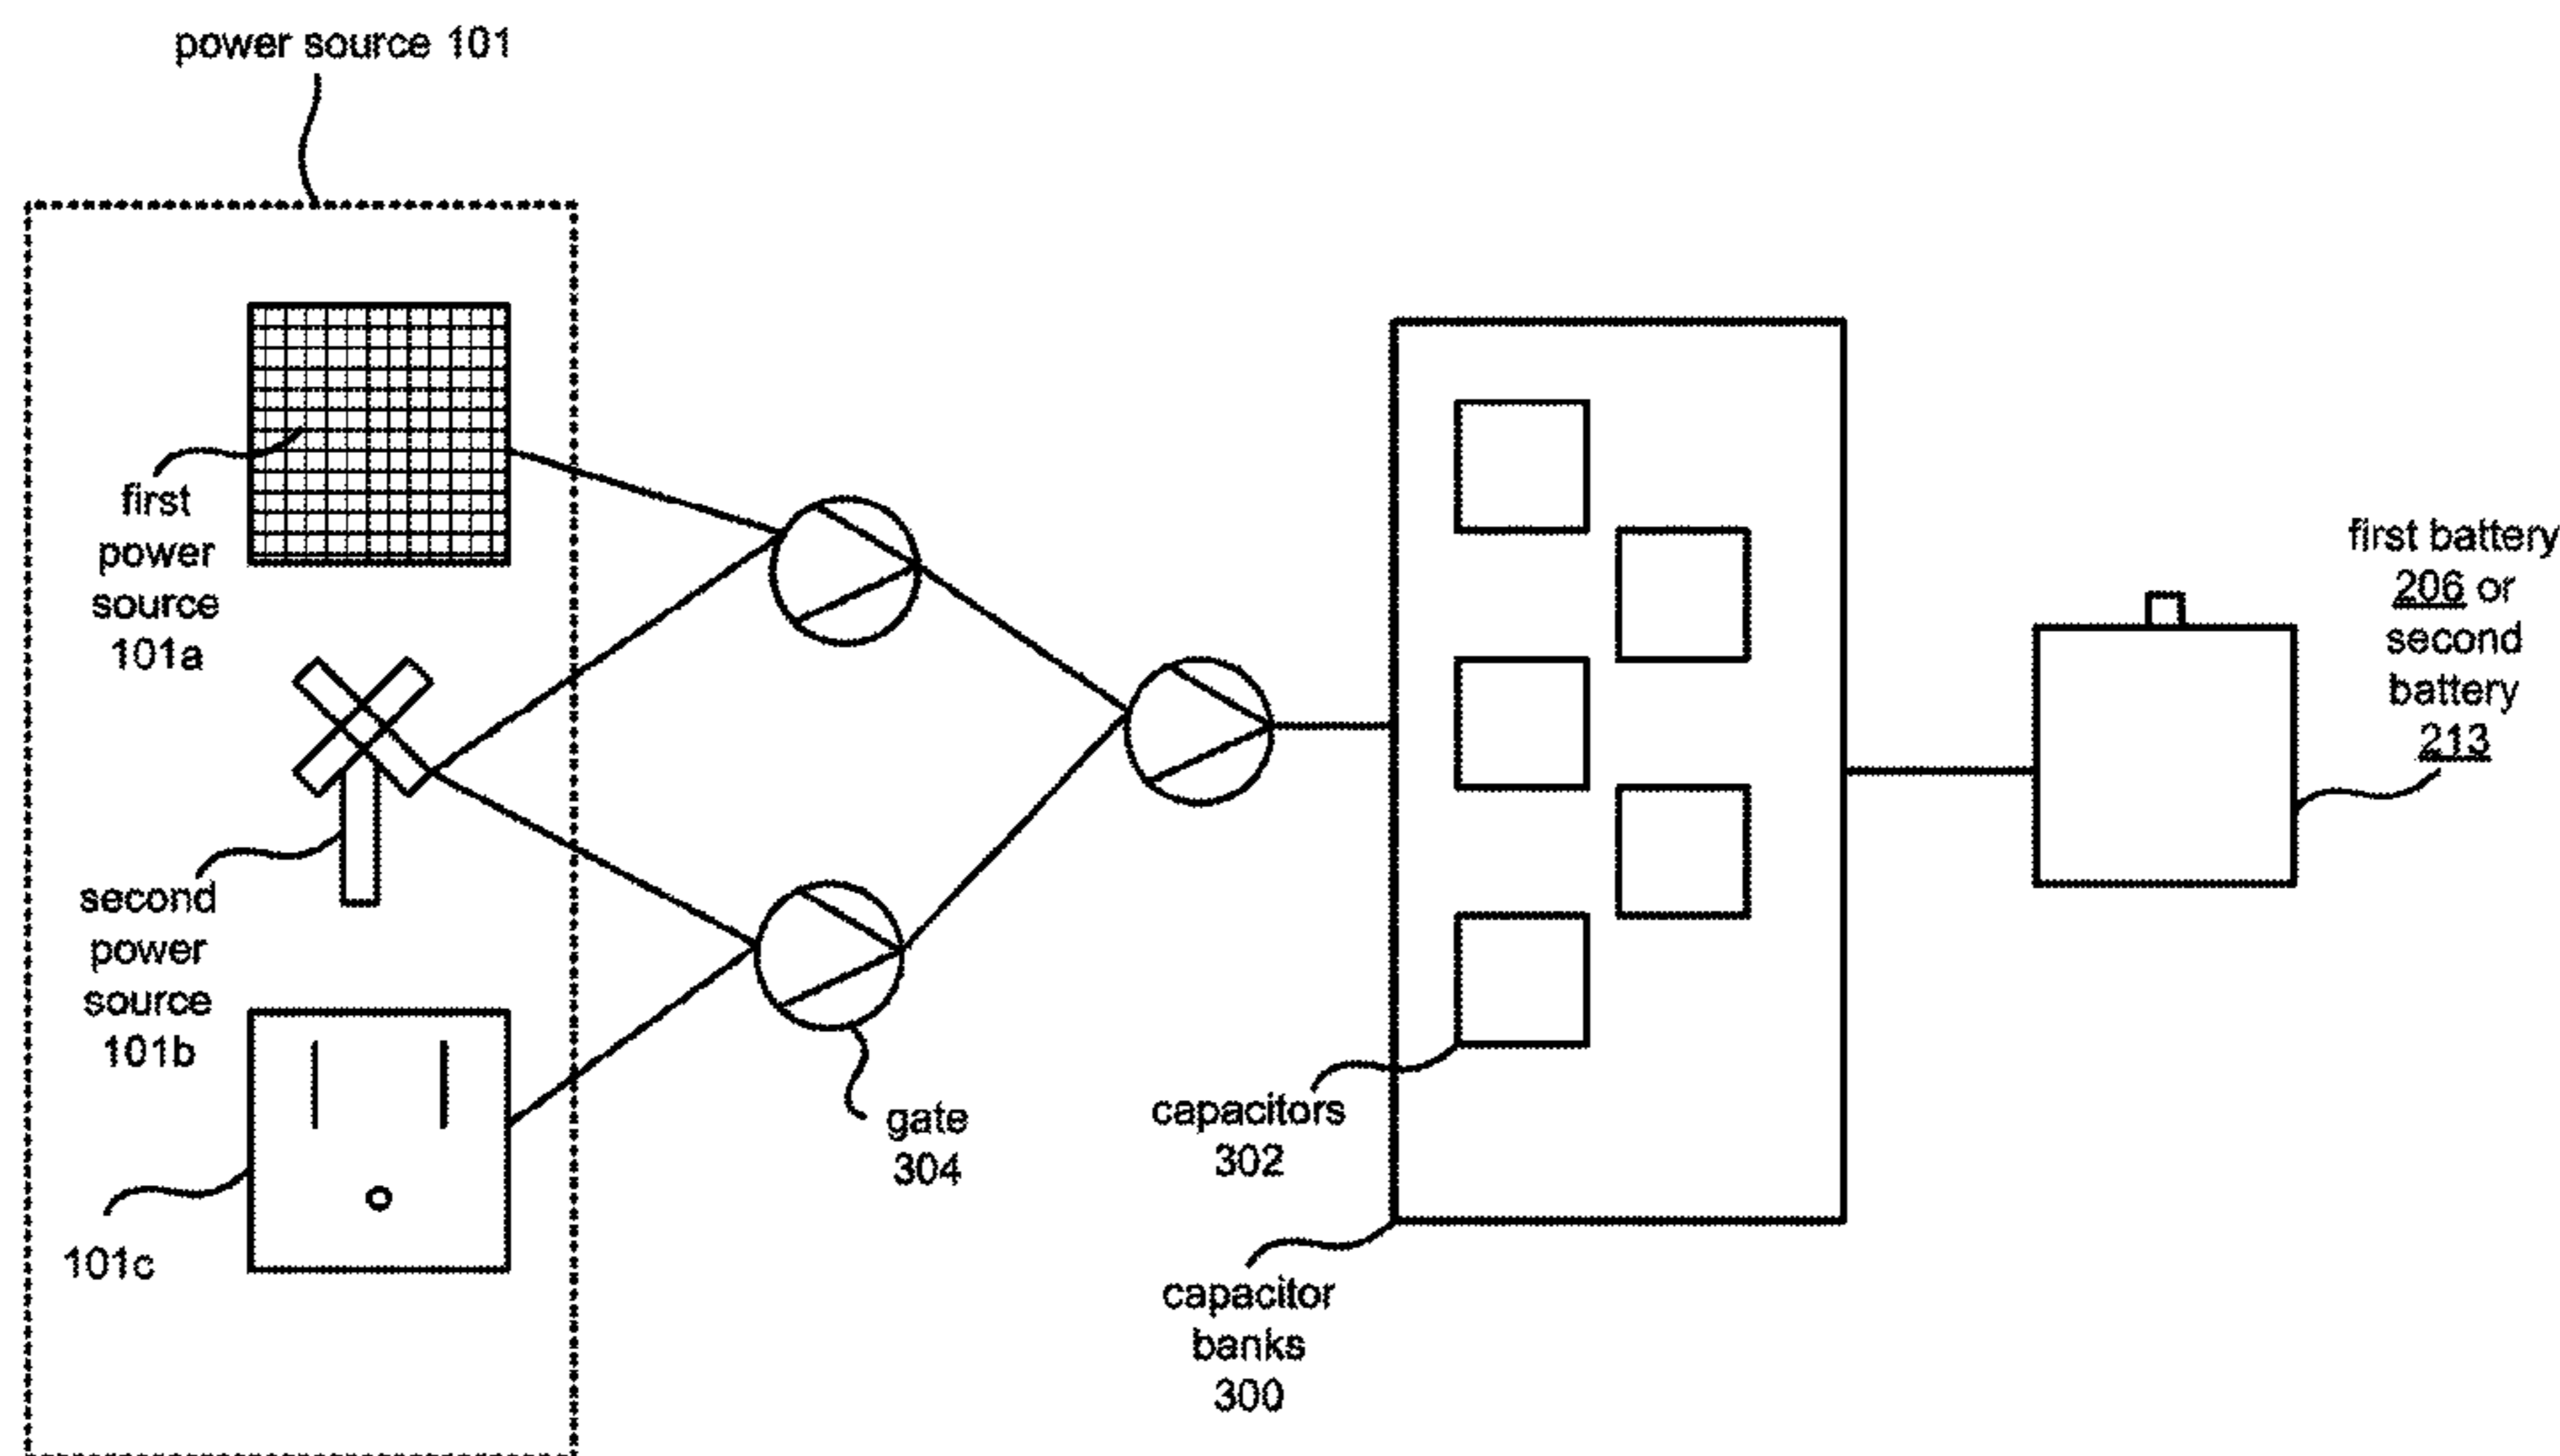 power source 101
first
power
source
101a
second
power
source
101b
101c
gate
304
capacitors
302
capacitor
banks
300
first battery
206 or
second
battery
213